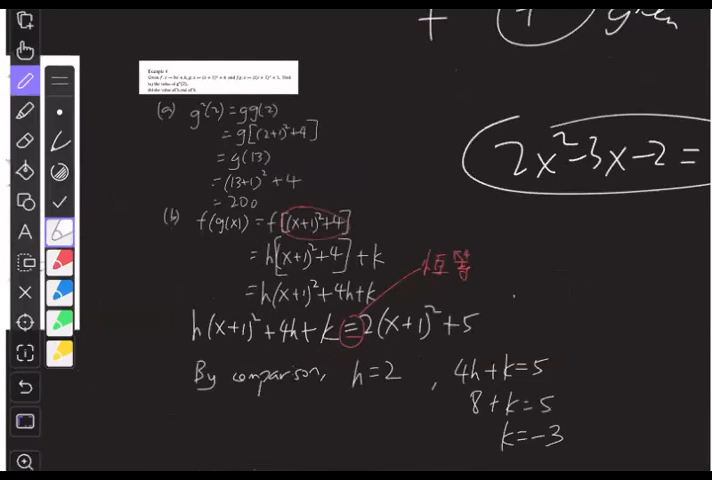 Example 4
(a) g²(2) = gg(2)
= g[(2+1)²+4]
= g(13)
= (13+1)² + 4
= 200
(b) f(g(x)) = f[(x+1)²+4]
= h[(x+1)²+4] + k
= h(x+1)² + 4h + k
h(x+1)² + 4h + k = 2(x+1)² + 5
By comparison, h = 2 , 4h + k = 5
8 + k = 5
k = -3
2x²-3x-2 =